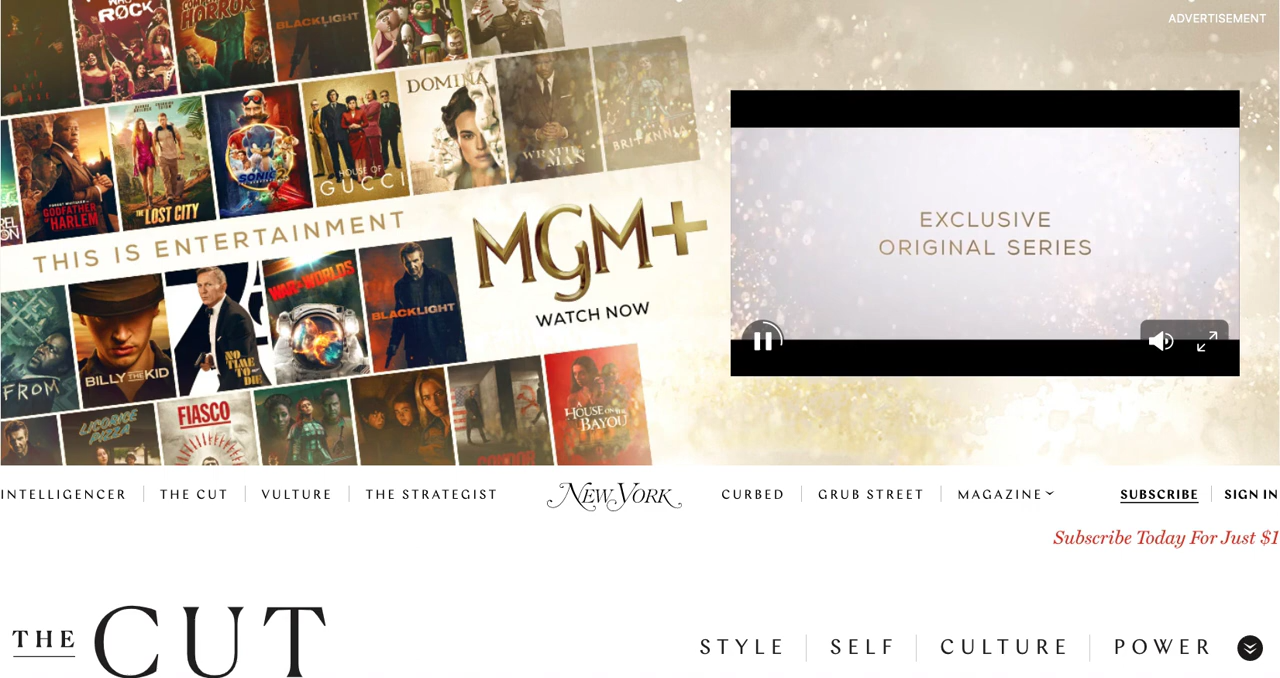 ADVERTISEMENT
ROCK
HORROR
BLACKLIGHT
DOMINA
GODFATHER
OF HARLEM
THE LOST CITY
SONIC
HOUSE OF
GUCCI
WRATH OF
MAN
BRITANNIA
THIS IS ENTERTAINMENT
MGM+
WATCH NOW
EXCLUSIVE
ORIGINAL SERIES
FROM
BILLY THE KID
NO
TIME
TO
DIE
WAR OF THE WORLDS
BLACKLIGHT
LICORICE
PIZZA
FIASCO
A
HOUSE ON THE
BAYOU
INTELLIGENCER
THE CUT
VULTURE
THE STRATEGIST
NEW YORK
CURBED
GRUB STREET
MAGAZINE
SUBSCRIBE
SIGN IN
Subscribe Today For Just $1
THE CUT
STYLE
SELF
CULTURE
POWER